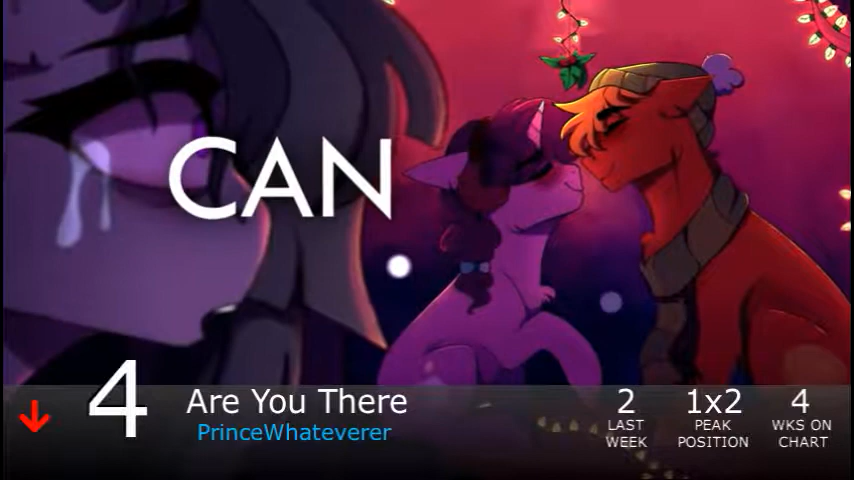 CAN
4
Are You There
PrinceWhateverer
2
LAST
WEEK
1x2
PEAK
POSITION
4
WKS ON
CHART